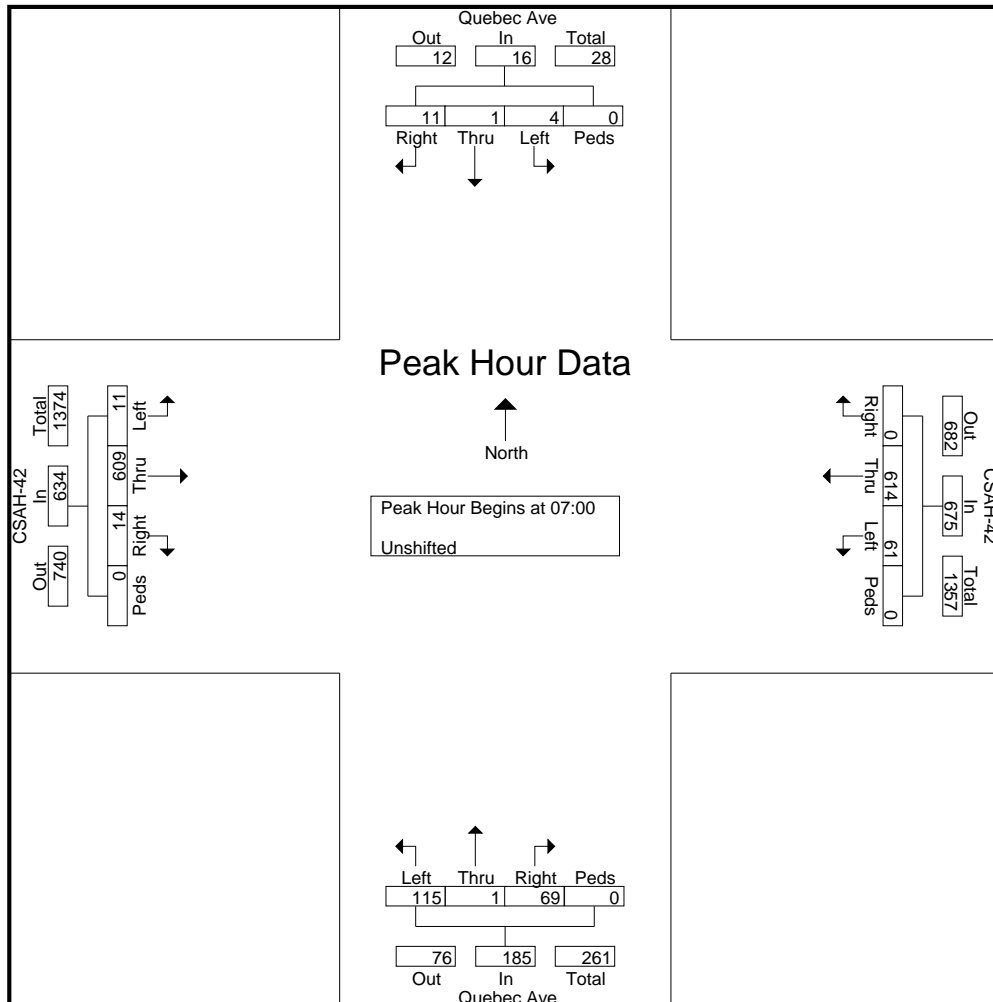 Quebec Ave
Out In Total
12 16 28
11 1 4 0
Right Thru Left Peds
Peak Hour Data
North
Peak Hour Begins at 07:00
Unshifted
CSAH-42
Total In Out
1374 634 740
11 609 14 0
Left Thru Right Peds
Right Thru Left Peds
0 614 61 0
Out In Total
682 675 1357
CSAH-42
Left Thru Right Peds
115 1 69 0
76 185 261
Out In Total
Quebec Ave